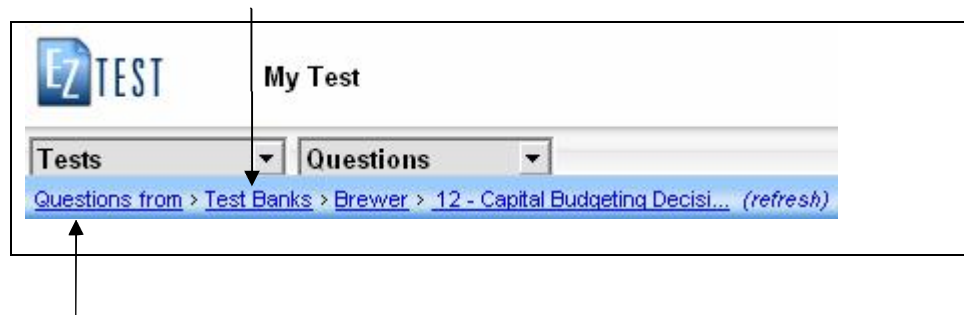 EZ TEST My Test
Tests Questions
Questions from > Test Banks > Brewer > 12 - Capital Budgeting Decisi... (refresh)